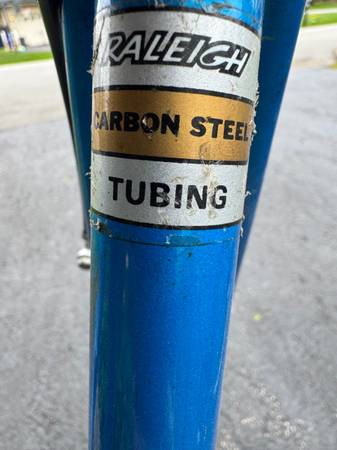 RALEIGH
CARBON STEEL
TUBING